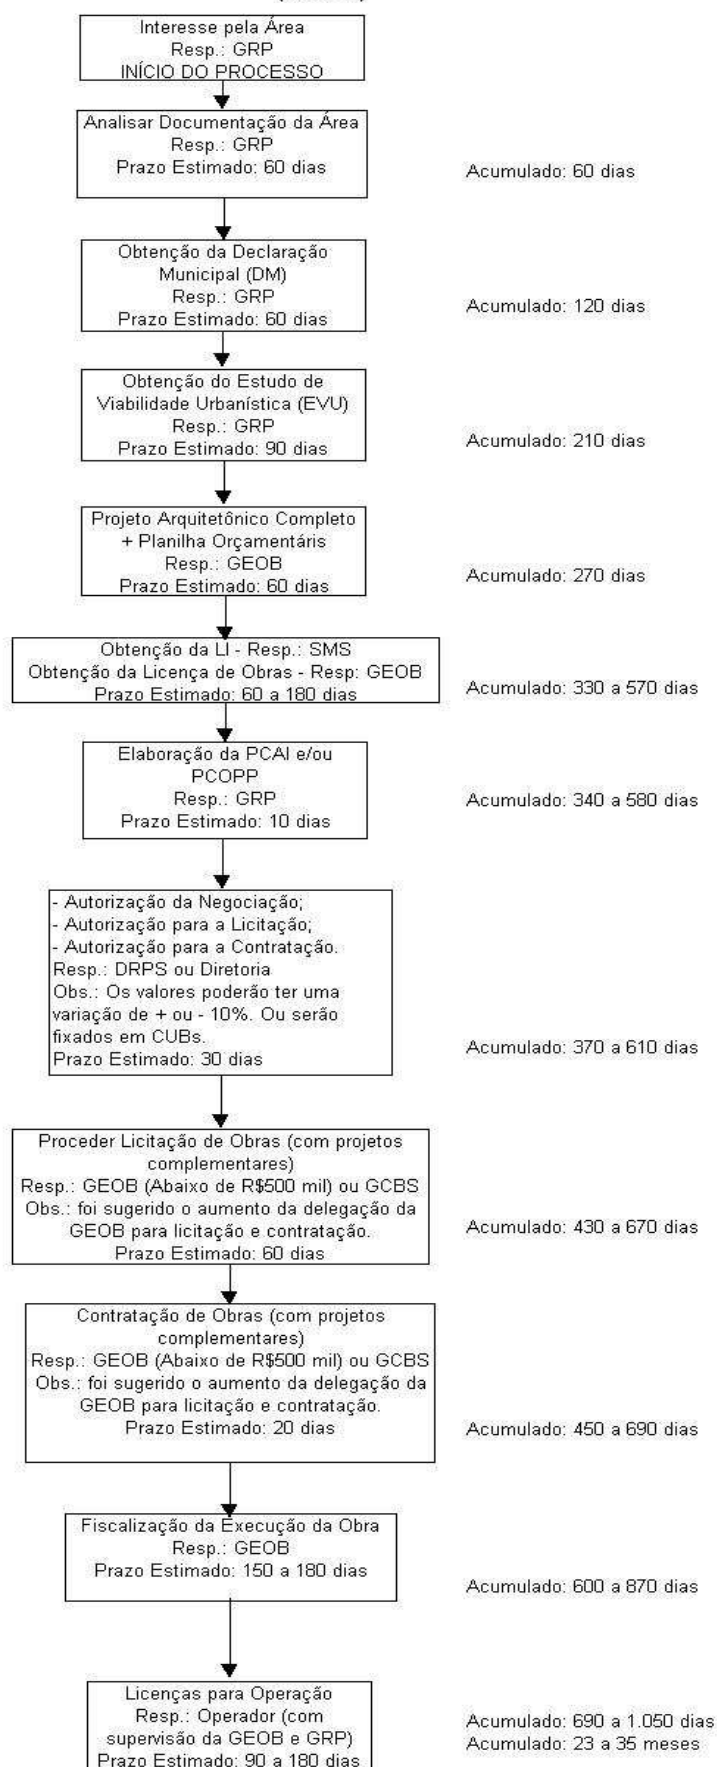 Interesse pela Área
Resp.: GRP
INÍCIO DO PROCESSO
Analisar Documentação da Área
Resp.: GRP
Prazo Estimado: 60 dias
Acumulado: 60 dias
Obtenção da Declaração
Municipal (DM)
Resp.: GRP
Prazo Estimado: 60 dias
Acumulado: 120 dias
Obtenção do Estudo de
Viabilidade Urbanística (EVU)
Resp.: GRP
Prazo Estimado: 90 dias
Acumulado: 210 dias
Projeto Arquitetônico Completo
+ Planilha Orçamentáris
Resp.: GEOB
Prazo Estimado: 60 dias
Acumulado: 270 dias
Obtenção da LI - Resp.: SMS
Obtenção da Licença de Obras - Resp: GEOB
Prazo Estimado: 60 a 180 dias
Acumulado: 330 a 570 dias
Elaboração da PCAI e/ou
PCOPP
Resp.: GRP
Prazo Estimado: 10 dias
Acumulado: 340 a 580 dias
- Autorização da Negociação;
- Autorização para a Licitação;
- Autorização para a Contratação.
Resp.: DRPS ou Diretoria
Obs.: Os valores poderão ter uma
variação de + ou - 10%. Ou serão
fixados em CUBs.
Prazo Estimado: 30 dias
Acumulado: 370 a 610 dias
Proceder Licitação de Obras (com projetos
complementares)
Resp.: GEOB (Abaixo de R$500 mil) ou GCBS
Obs.: foi sugerido o aumento da delegação da
GEOB para licitação e contratação.
Prazo Estimado: 60 dias
Acumulado: 430 a 670 dias
Contratação de Obras (com projetos
complementares)
Resp.: GEOB (Abaixo de R$500 mil) ou GCBS
Obs.: foi sugerido o aumento da delegação da
GEOB para licitação e contratação.
Prazo Estimado: 20 dias
Acumulado: 450 a 690 dias
Fiscalização da Execução da Obra
Resp.: GEOB
Prazo Estimado: 150 a 180 dias
Acumulado: 600 a 870 dias
Licenças para Operação
Resp.: Operador (com
supervisão da GEOB e GRP)
Prazo Estimado: 90 a 180 dias
Acumulado: 690 a 1.050 dias
Acumulado: 23 a 35 meses